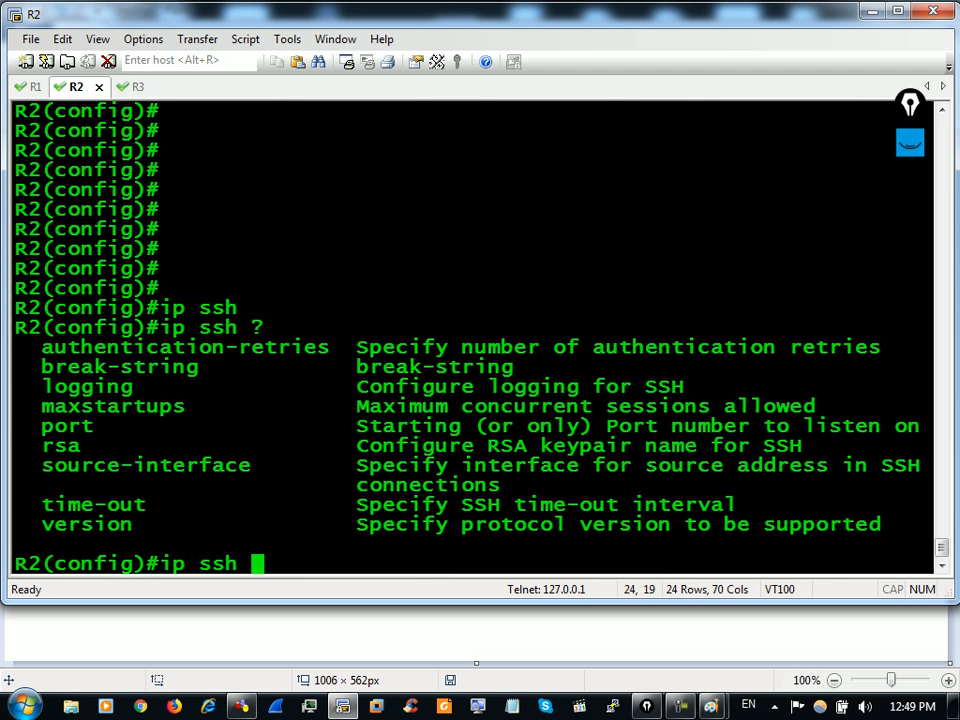 R2
File Edit View Options Transfer Script Tools Window Help
Enter host <Alt+R>
R1 R2 × R3
R2(config)#
R2(config)#
R2(config)#
R2(config)#
R2(config)#
R2(config)#
R2(config)#
R2(config)#
R2(config)#
R2(config)#
R2(config)#ip ssh
R2(config)#ip ssh ?
authentication-retries Specify number of authentication retries
break-string break-string
logging Configure logging for SSH
maxstartups Maximum concurrent sessions allowed
port Starting (or only) Port number to listen on
rsa Configure RSA keypair name for SSH
source-interface Specify interface for source address in SSH
connections
time-out Specify SSH time-out interval
version Specify protocol version to be supported
R2(config)#ip ssh
Ready Telnet: 127.0.0.1 24, 19 24 Rows, 70 Cols VT100 CAP NUM
1006 × 562px 100%
EN 12:49 PM